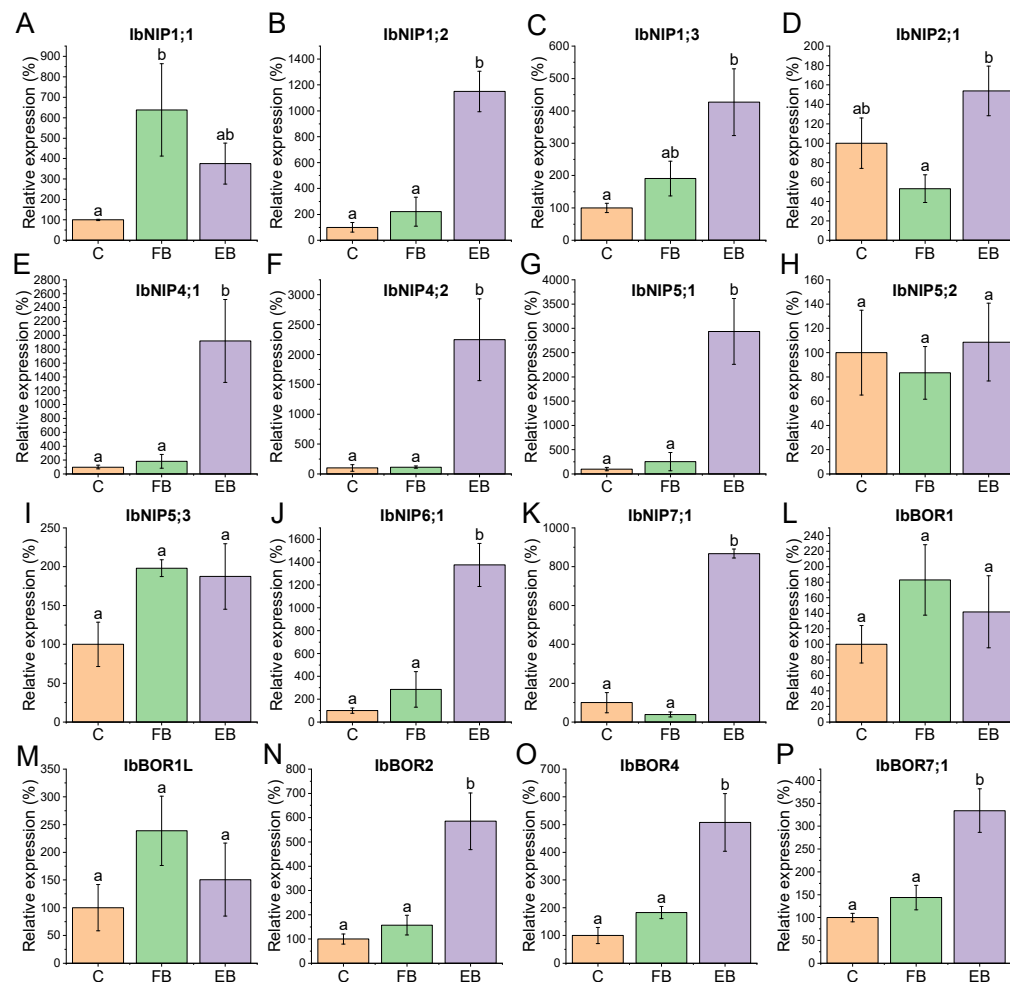 A
IbNIP1;1
Relative expression (%)
900
800
700
600
500
400
300
200
100
0
a
b
ab
C FB EB
B
IbNIP1;2
Relative expression (%)
1400
1200
1000
800
600
400
200
0
a
a
b
C FB EB
C
IbNIP1;3
Relative expression (%)
600
500
400
300
200
100
0
a
ab
b
C FB EB
D
IbNIP2;1
Relative expression (%)
200
180
160
140
120
100
80
60
40
20
0
ab
a
b
C FB EB
E
IbNIP4;1
Relative expression (%)
2800
2600
2400
2200
2000
1800
1600
1400
1200
1000
800
600
400
200
0
a
a
b
C FB EB
F
IbNIP4;2
Relative expression (%)
3000
2500
2000
1500
1000
500
0
a
a
b
C FB EB
G
IbNIP5;1
Relative expression (%)
4000
3500
3000
2500
2000
1500
1000
500
0
a
a
b
C FB EB
H
IbNIP5;2
Relative expression (%)
160
140
120
100
80
60
40
20
0
a
a
a
C FB EB
I
IbNIP5;3
Relative expression (%)
250
200
150
100
50
0
a
a
a
C FB EB
J
IbNIP6;1
Relative expression (%)
1600
1400
1200
1000
800
600
400
200
0
a
a
b
C FB EB
K
IbNIP7;1
Relative expression (%)
1000
800
600
400
200
0
a
a
b
C FB EB
L
IbBOR1
Relative expression (%)
240
220
200
180
160
140
120
100
80
60
40
20
0
a
a
a
C FB EB
M
IbBOR1L
Relative expression (%)
350
300
250
200
150
100
50
0
a
a
a
C FB EB
N
IbBOR2
Relative expression (%)
800
700
600
500
400
300
200
100
0
a
a
b
C FB EB
O
IbBOR4
Relative expression (%)
700
600
500
400
300
200
100
0
a
a
b
C FB EB
P
IbBOR7;1
Relative expression (%)
400
350
300
250
200
150
100
50
0
a
a
b
C FB EB